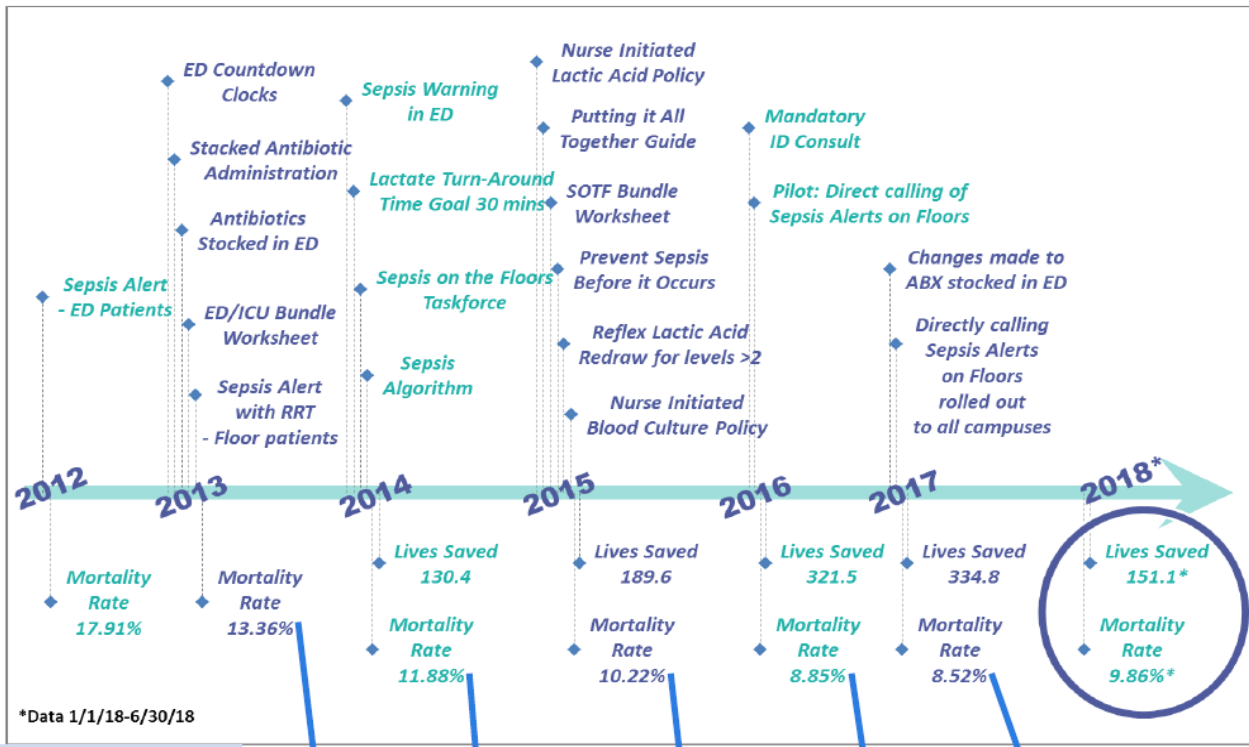 ED Countdown
Clocks
Stacked Antibiotic
Administration
Antibiotics
Stocked in ED
Sepsis Alert
- ED Patients
ED/ICU Bundle
Worksheet
Sepsis Alert
with RRT
- Floor patients
Sepsis Warning
in ED
Lactate Turn-Around
Time Goal 30 mins
Sepsis on the Floors
Taskforce
Sepsis
Algorithm
Nurse Initiated
Lactic Acid Policy
Putting it All
Together Guide
SOTF Bundle
Worksheet
Prevent Sepsis
Before it Occurs
Reflex Lactic Acid
Redraw for levels >2
Nurse Initiated
Blood Culture Policy
Mandatory
ID Consult
Pilot: Direct calling of
Sepsis Alerts on Floors
Changes made to
ABX stocked in ED
Directly calling
Sepsis Alerts
on Floors
rolled out
to all campuses
2012
2013
2014
2015
2016
2017
2018*
Lives Saved
130.4
Lives Saved
189.6
Lives Saved
321.5
Lives Saved
334.8
Lives Saved
151.1*
Mortality
Rate
17.91%
Mortality
Rate
13.36%
Mortality
Rate
11.88%
Mortality
Rate
10.22%
Mortality
Rate
8.85%
Mortality
Rate
8.52%
Mortality
Rate
9.86%*
*Data 1/1/18-6/30/18